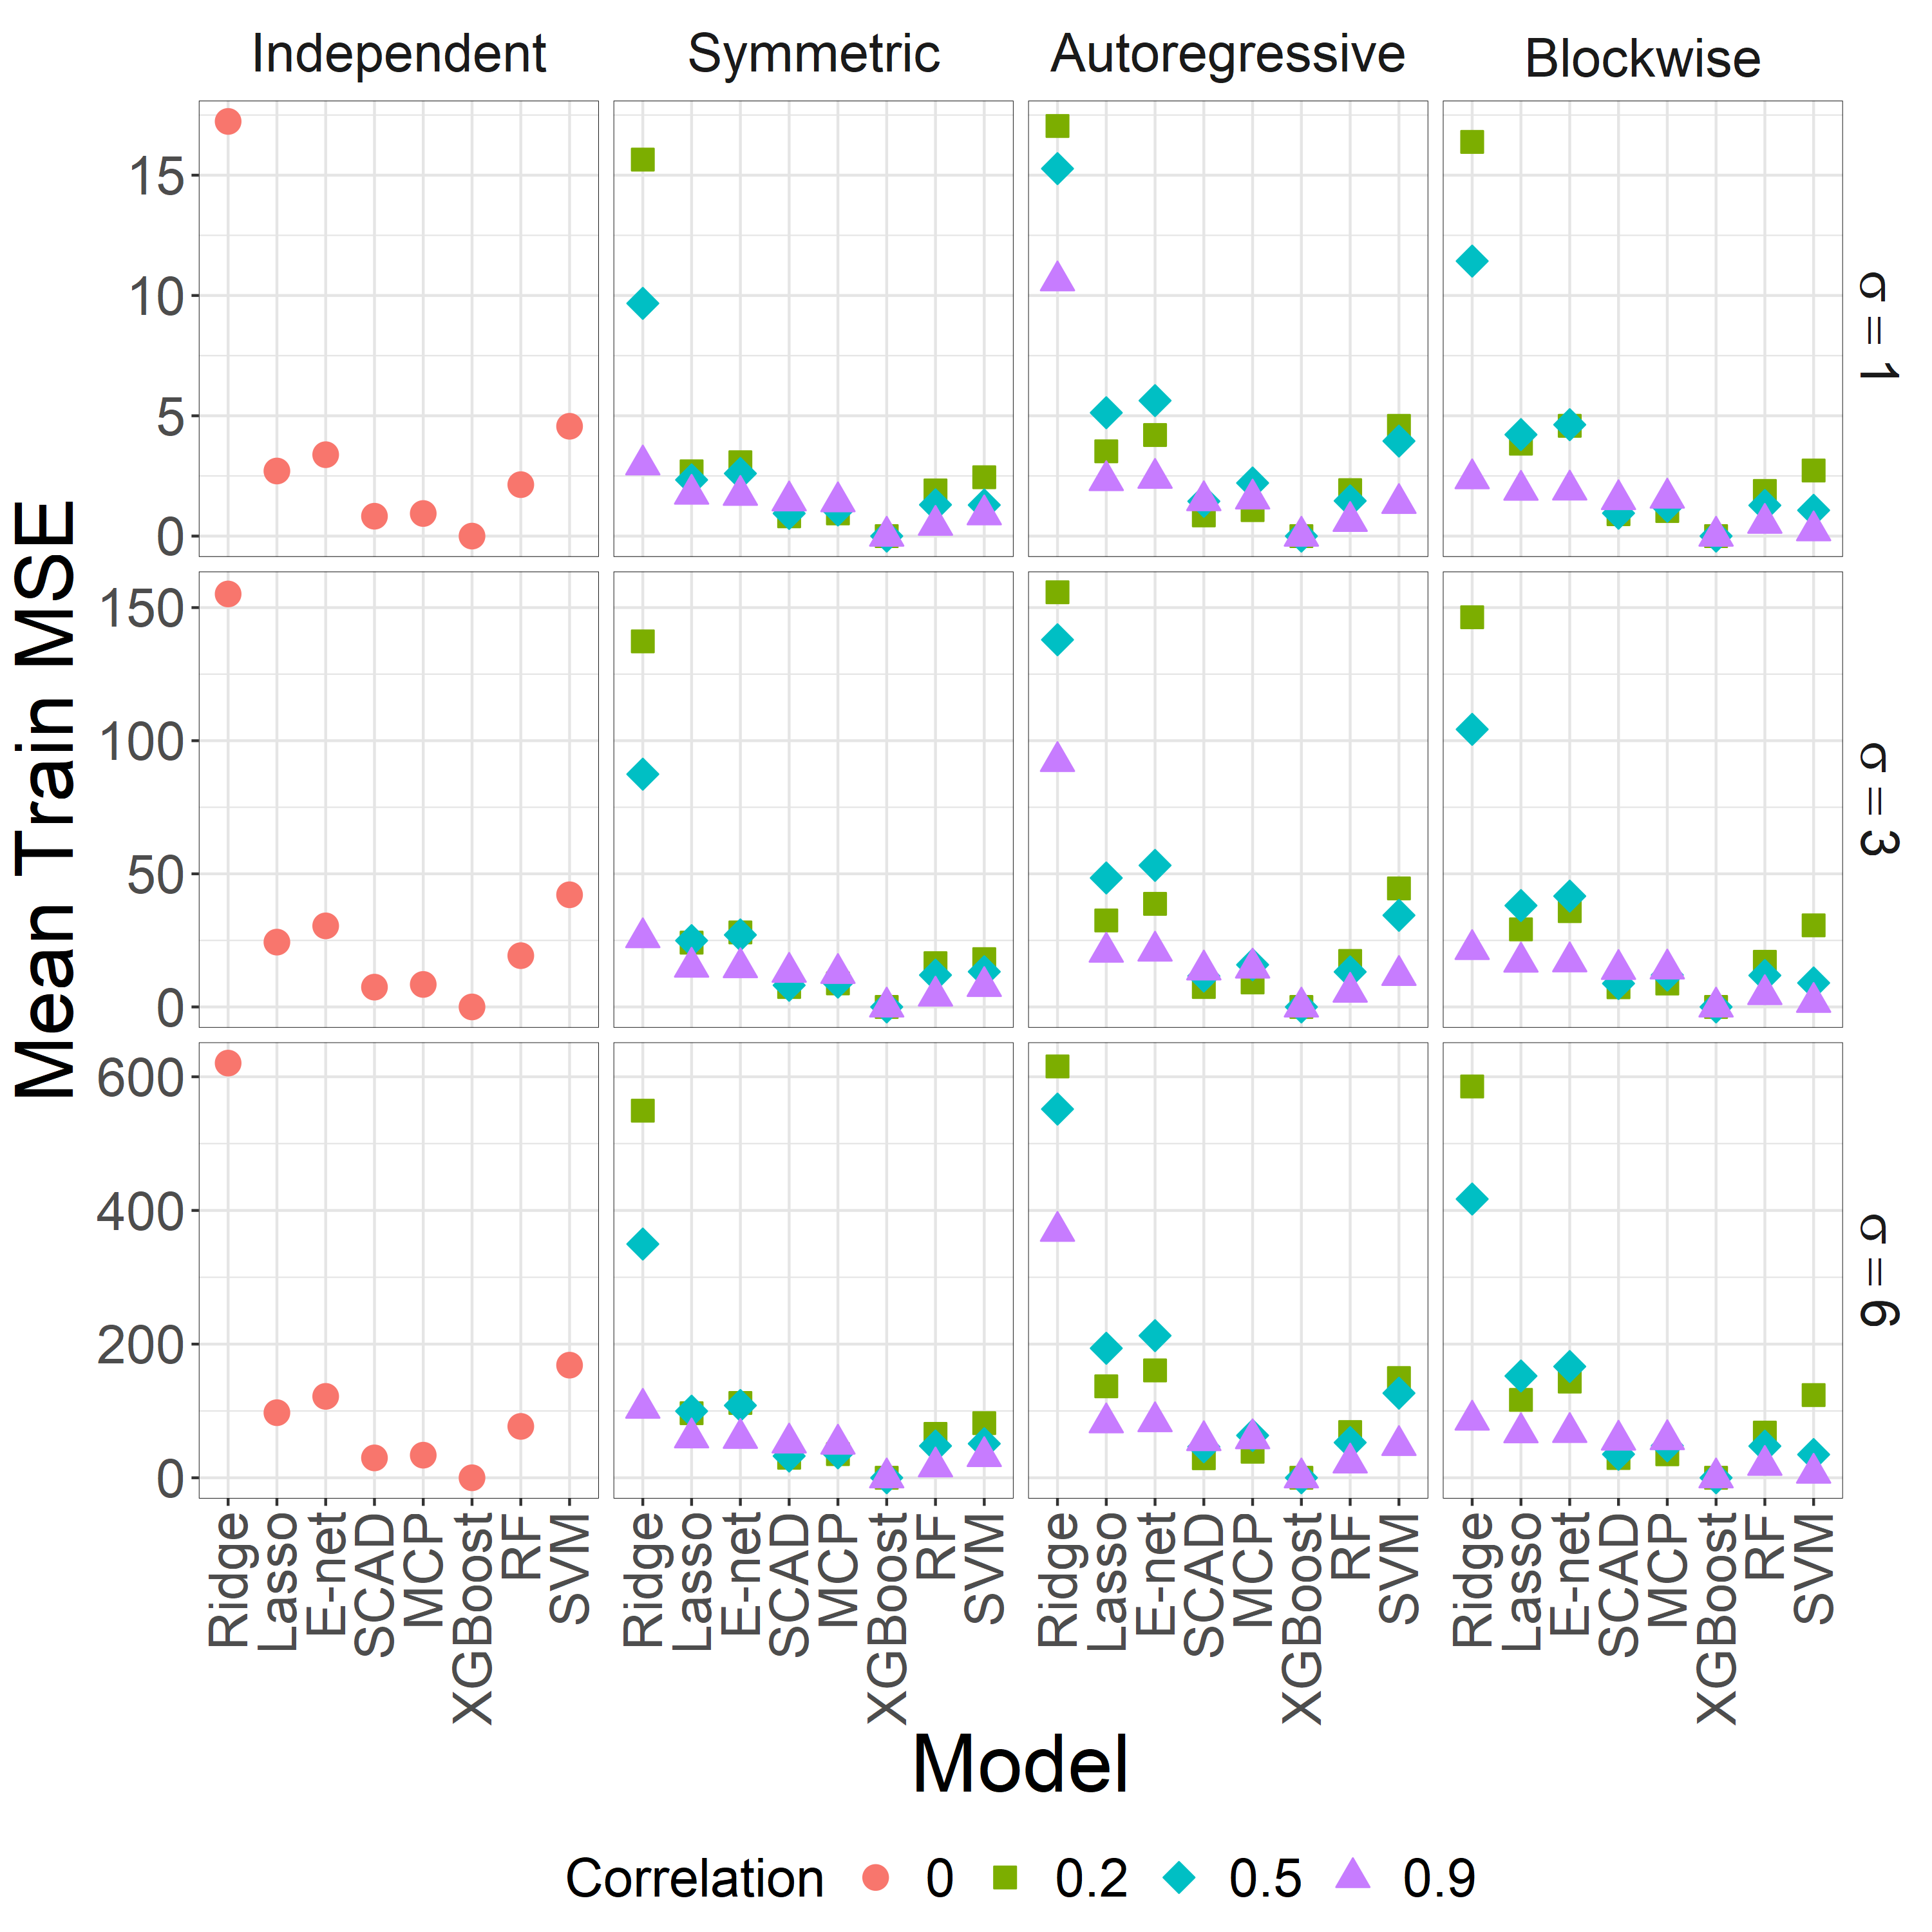 Independent Symmetric Autoregressive Blockwise
Mean Train MSE
15
10
5
0
σ = 1
150
100
50
0
σ = 3
600
400
200
0
σ = 6
Ridge Lasso E-net SCAD MCP XGBoost RF SVM Ridge Lasso E-net SCAD MCP XGBoost RF SVM Ridge Lasso E-net SCAD MCP XGBoost RF SVM Ridge Lasso E-net SCAD MCP XGBoost RF SVM
Model
Correlation 0 0.2 0.5 0.9